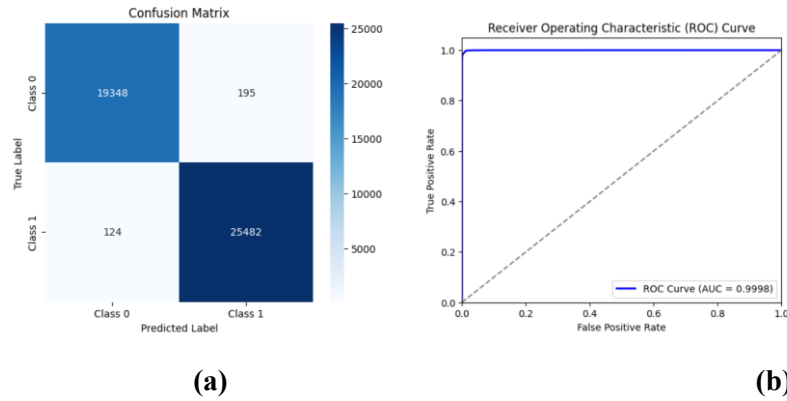 Confusion Matrix
Class 0
Class 1
True Label
19348
195
124
25482
Class 0
Class 1
Predicted Label
25000
20000
15000
10000
5000
(a)
Receiver Operating Characteristic (ROC) Curve
True Positive Rate
1.0
0.8
0.6
0.4
0.2
0.0
ROC Curve (AUC = 0.9998)
0.0
0.2
0.4
0.6
0.8
1.0
False Positive Rate
(b)